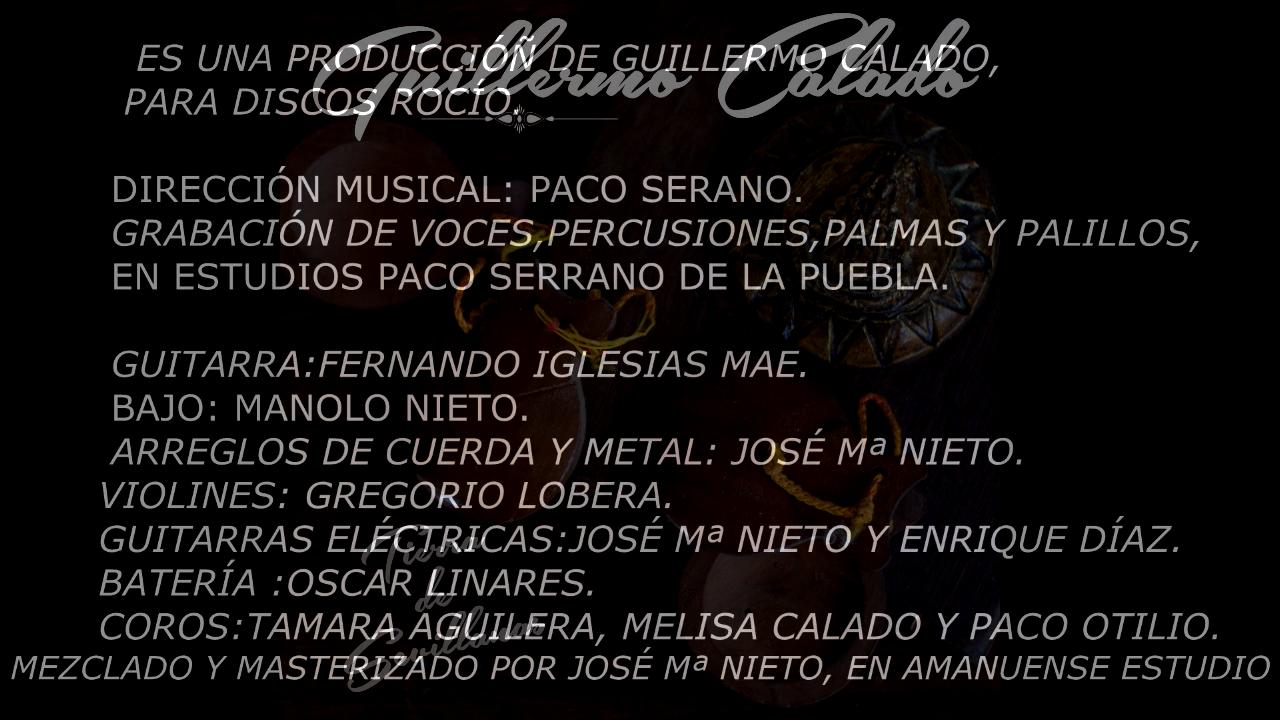 Guillermo Calado
ES UNA PRODUCCIÓÑ DE GUILLERMO CALADO,
PARA DISCOS ROCÍO.
DIRECCIÓN MUSICAL: PACO SERANO.
GRABACIÓN DE VOCES,PERCUSIONES,PALMAS Y PALILLOS,
EN ESTUDIOS PACO SERRANO DE LA PUEBLA.
GUITARRA:FERNANDO IGLESIAS MAE.
BAJO: MANOLO NIETO.
ARREGLOS DE CUERDA Y METAL: JOSÉ Mª NIETO.
VIOLINES: GREGORIO LOBERA.
GUITARRAS ELÉCTRICAS:JOSÉ Mª NIETO Y ENRIQUE DÍAZ.
BATERÍA :OSCAR LINARES.
COROS:TAMARA AGUILERA, MELISA CALADO Y PACO OTILIO.
MEZCLADO Y MASTERIZADO POR JOSÉ Mª NIETO, EN AMANUENSE ESTUDIO
Tierra
de
Sevillanas